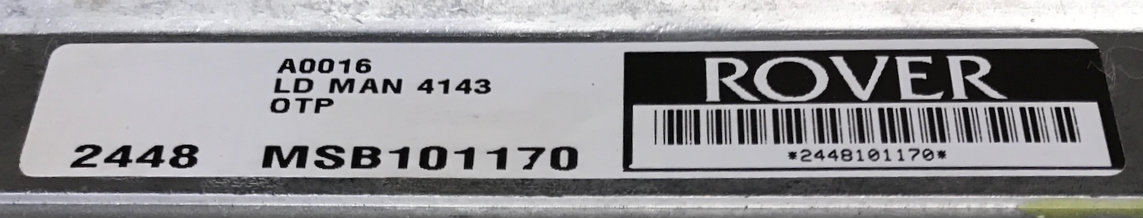 A0016
LD MAN 4143
OTP
2448 MSB101170
ROVER
*2448101170*